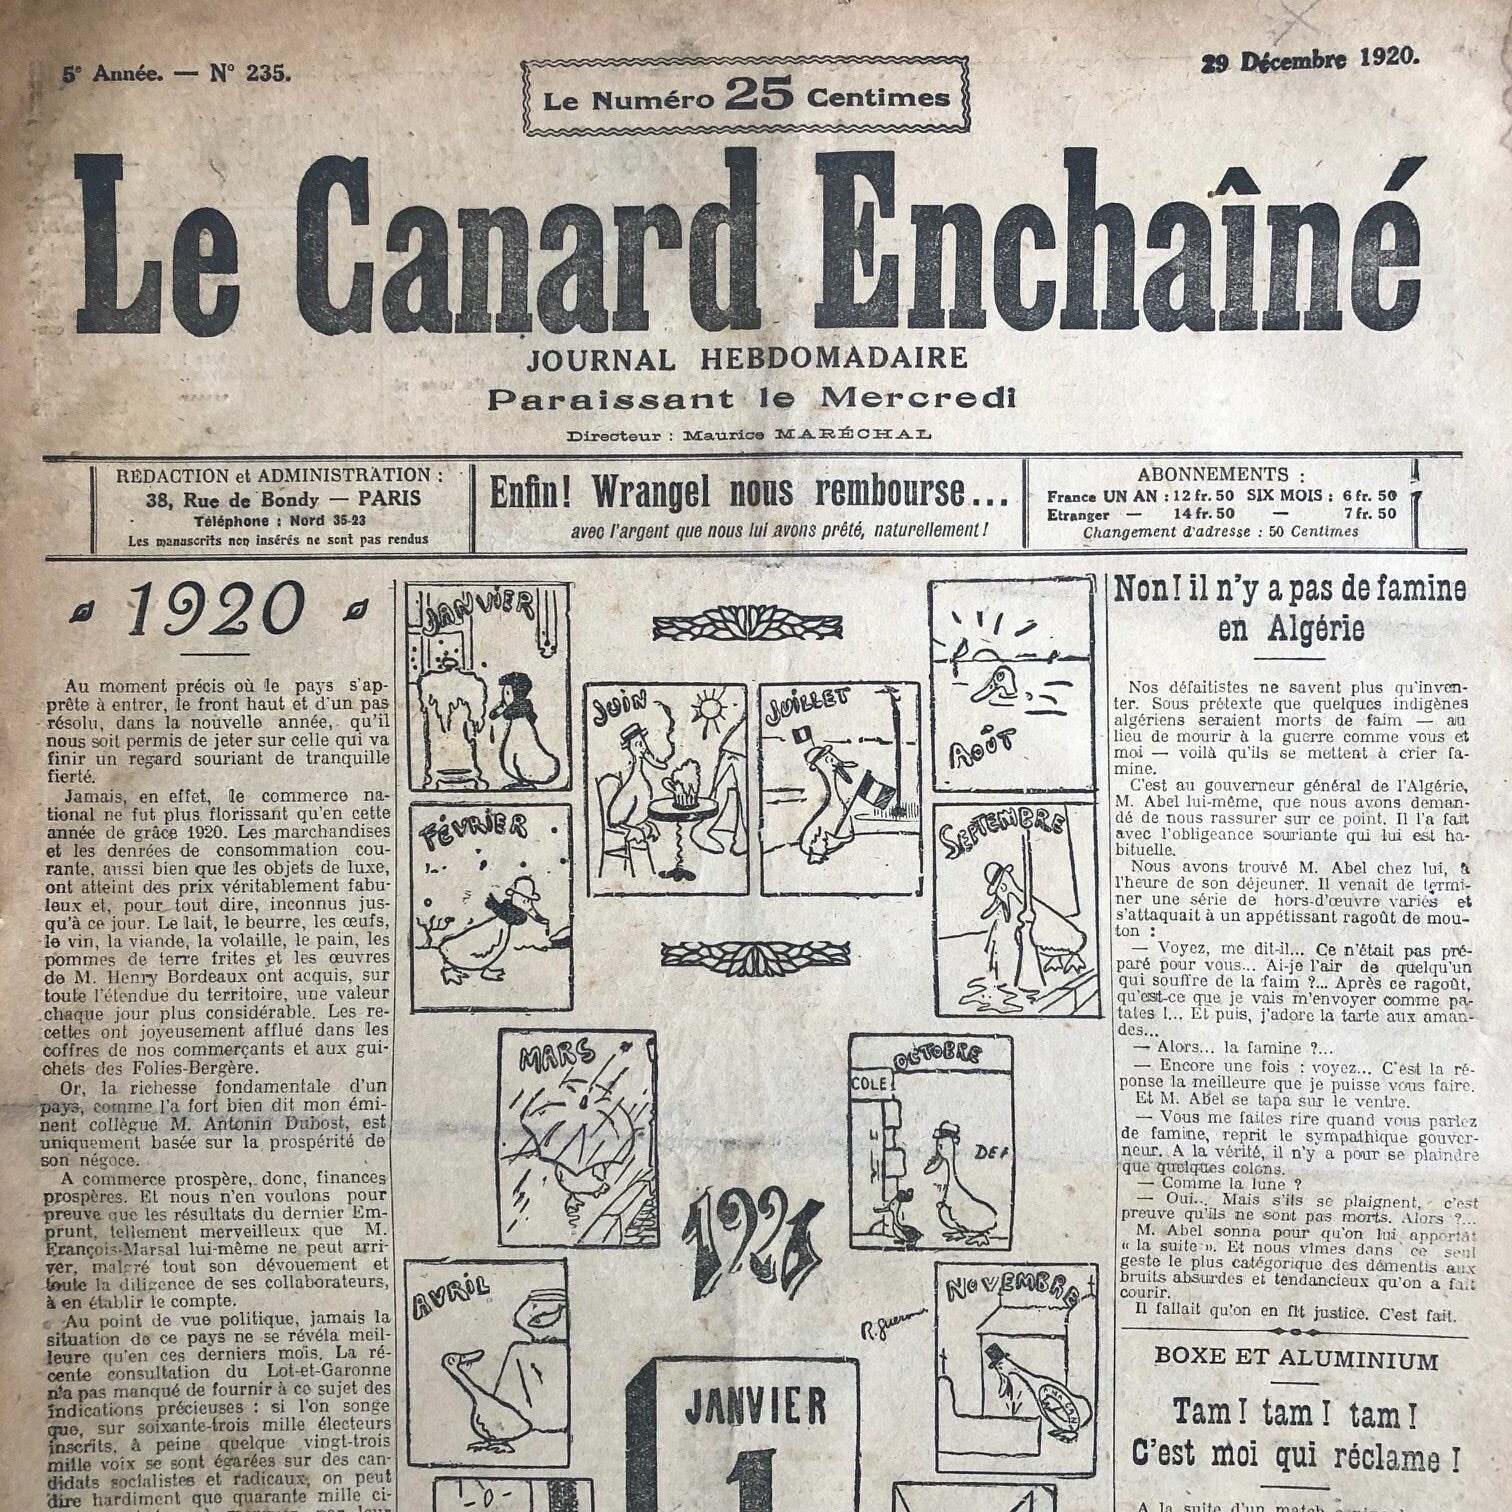 5e Année. — N° 235.
Le Numéro 25 Centimes
29 Décembre 1920.
Le Canard Enchaîné
JOURNAL HEBDOMADAIRE
Paraissant le Mercredi
Directeur : Maurice MARÉCHAL
RÉDACTION et ADMINISTRATION :
38, Rue de Bondy — PARIS
Téléphone : Nord 35-23
Les manuscrits non insérés ne sont pas rendus
Enfin! Wrangel nous rembourse...
avec l'argent que nous lui avons prêté, naturellement!
ABONNEMENTS :
France UN AN : 12 fr. 50 SIX MOIS : 6 fr. 50
Etranger — 14 fr. 50 — 7 fr. 50
Changement d'adresse : 50 Centimes
1920
Au moment précis où le pays s'ap-
prête à entrer, le front haut et d'un pas
résolu, dans la nouvelle année, qu'il
nous soit permis de jeter sur celle qui va
finir un regard souriant de tranquille
fierté.
Jamais, en effet, le commerce na-
tional ne fut plus florissant qu'en cette
année de grâce 1920. Les marchandises
et les denrées de consommation cou-
rante, aussi bien que les objets de luxe,
ont atteint des prix véritablement fabu-
leux et, pour tout dire, inconnus jus-
qu'à ce jour. Le lait, le beurre, les œufs,
le vin, la viande, la volaille, le pain, les
pommes de terre frites et les œuvres
de M. Henry Bordeaux ont acquis, sur
toute l'étendue du territoire, une valeur
chaque jour plus considérable. Les re-
cettes ont joyeusement afflué dans les
coffres de nos commerçants et aux gui-
chets des Folies-Bergère.
Or, la richesse fondamentale d'un
pays, comme l'a fort bien dit mon émi-
nent collègue M. Antonin Dubost, est
uniquement basée sur la prospérité de
son négoce.
A commerce prospère, donc, finances
prospères. Et nous n'en voulons pour
preuve que les résultats du dernier Em-
prunt, tellement merveilleux que M.
François-Marsal lui-même ne peut arri-
ver, malgré tout son dévouement et
toute la diligence de ses collaborateurs,
à en établir le compte.
Au point de vue politique, jamais la
situation de ce pays ne se révéla meil-
leure qu'en ces derniers mois. La ré-
cente consultation du Lot-et-Garonne
n'a pas manqué de fournir à ce sujet des
indications précieuses : si l'on songe
que, sur soixante-trois mille électeurs
inscrits, à peine quelque vingt-trois
mille voix se sont égarées sur des can-
didats socialistes et radicaux, on peut
dire hardiment que quarante mille ci-
JANVIER
FÉVRIER
MARS
AVRIL
JUIN
JUILLET
AOÛT
SEPTEMBRE
OCTOBRE
COLE
DEF
NOVEMBRE
1921
R. Guérin
JANVIER
1
Non! il n'y a pas de famine
en Algérie
Nos défaitistes ne savent plus qu'inven-
ter. Sous prétexte que quelques indigènes
algériens seraient morts de faim — au
lieu de mourir à la guerre comme vous et
moi — voilà qu'ils se mettent à crier fa-
mine.
C'est au gouverneur général de l'Algérie,
M. Abel lui-même, que nous avons deman-
dé de nous rassurer sur ce point. Il l'a fait
avec l'obligeance souriante qui lui est ha-
bituelle.
Nous avons trouvé M. Abel chez lui, à
l'heure de son déjeuner. Il venait de termi-
ner une série de hors-d'œuvre variés et
s'attaquait à un appétissant ragoût de mou-
ton :
— Voyez, me dit-il... Ce n'était pas pré-
paré pour vous... Ai-je l'air de quelqu'un
qui souffre de la faim ?... Après ce ragoût,
qu'est-ce que je vais m'envoyer comme pa-
tates !... Et puis, j'adore la tarte aux aman-
des...
— Alors... la famine ?...
— Encore une fois : voyez... C'est la ré-
ponse la meilleure que je puisse vous faire.
Et M. Abel se tapa sur le ventre.
— Vous me faites rire quand vous parlez
de famine, reprit le sympathique gouver-
neur. A la vérité, il n'y a pour se plaindre
que quelques colons.
— Comme la lune ?
— Oui... Mais s'ils se plaignent, c'est
preuve qu'ils ne sont pas morts. Alors ?...
M. Abel sonna pour qu'on lui apportât
« la suite ». Et nous vîmes dans ce seul
geste le plus catégorique des démentis aux
bruits absurdes et tendancieux qu'on a fait
courir.
Il fallait qu'on en fît justice. C'est fait.
BOXE ET ALUMINIUM
Tam! tam! tam!
C'est moi qui réclame!
A la suite d'un match